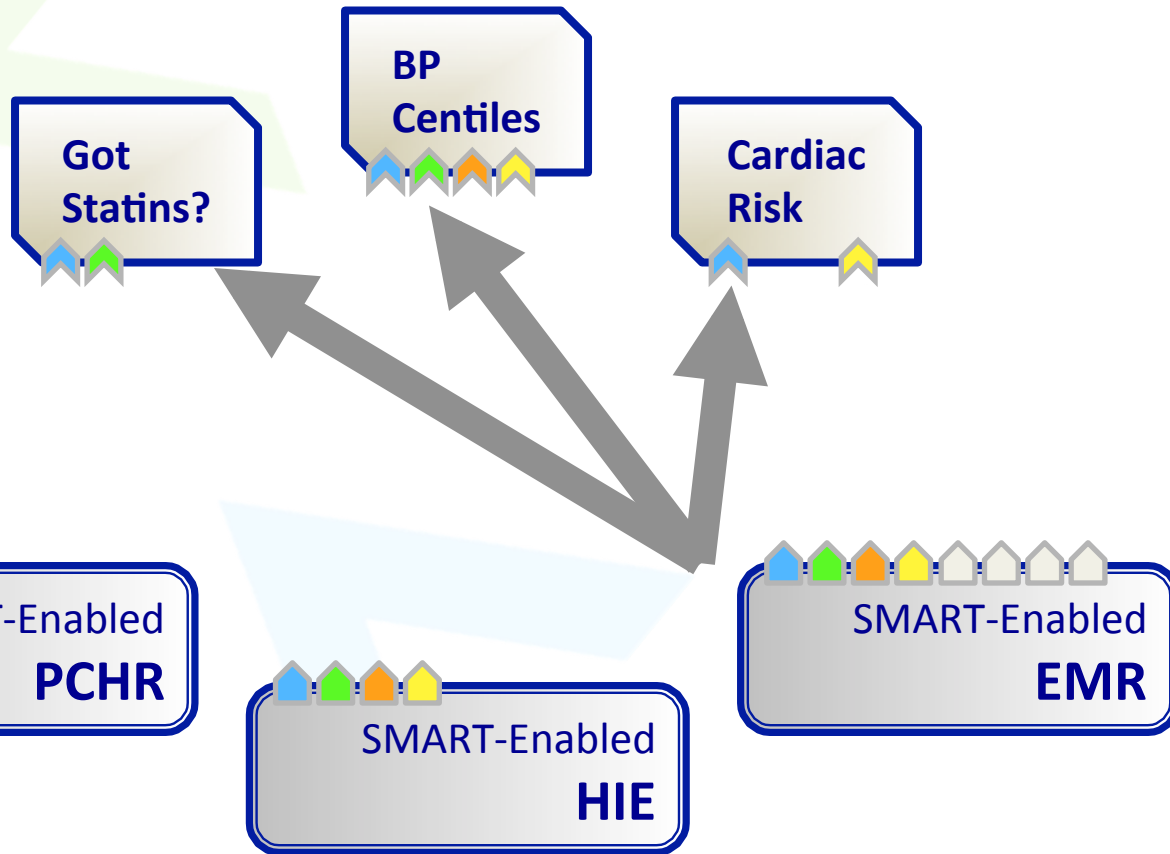 BP
Centiles
Got
Statins?
Cardiac
Risk
T-Enabled
PCHR
SMART-Enabled
HIE
SMART-Enabled
EMR